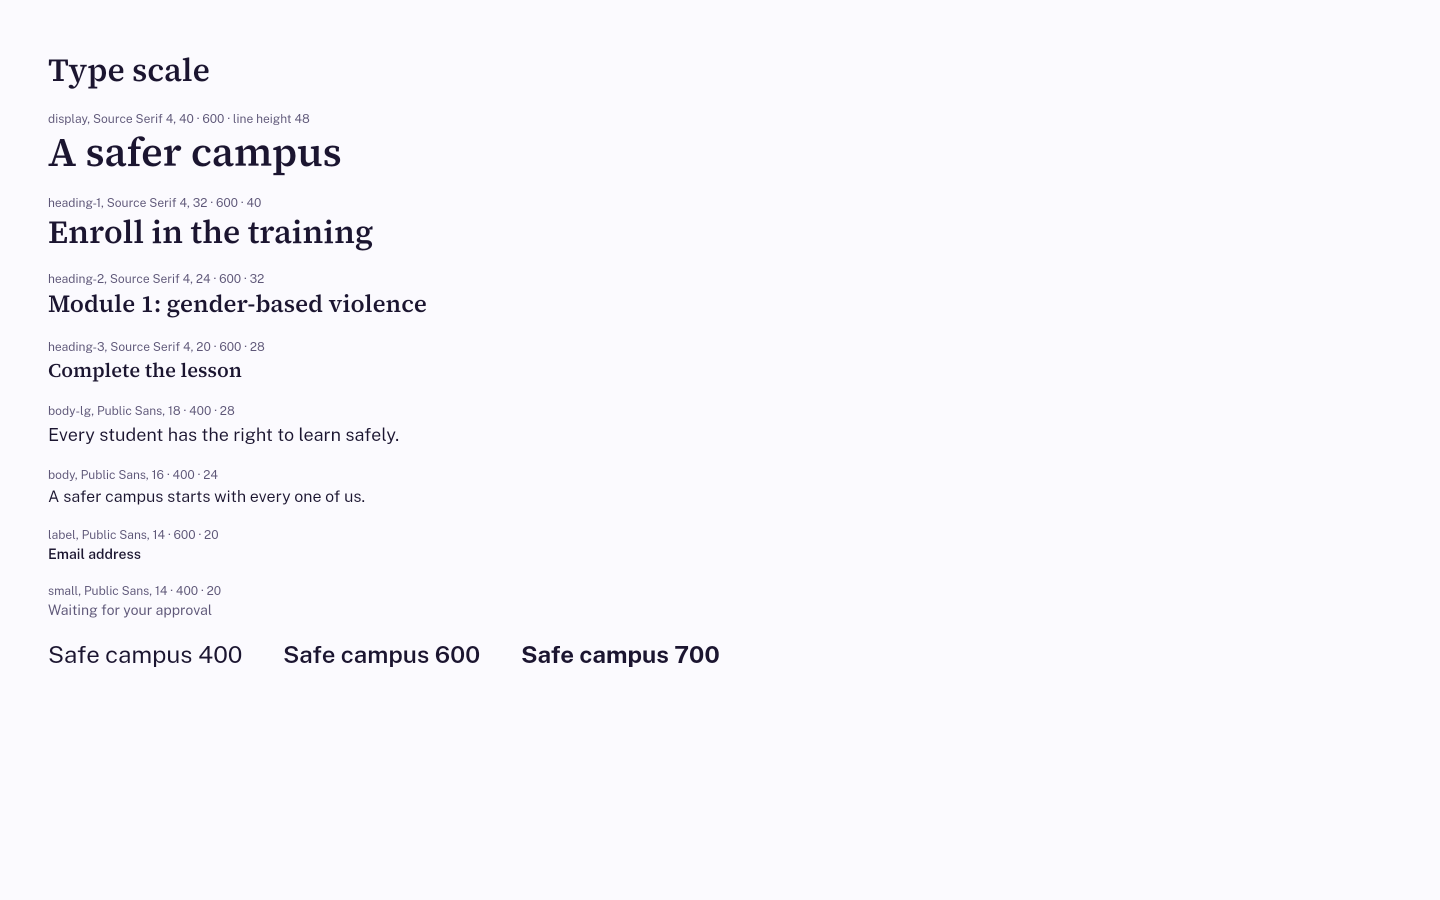 Type scale
display, Source Serif 4, 40 · 600 · line height 48
A safer campus
heading-1, Source Serif 4, 32 · 600 · 40
Enroll in the training
heading-2, Source Serif 4, 24 · 600 · 32
Module 1: gender-based violence
heading-3, Source Serif 4, 20 · 600 · 28
Complete the lesson
body-lg, Public Sans, 18 · 400 · 28
Every student has the right to learn safely.
body, Public Sans, 16 · 400 · 24
A safer campus starts with every one of us.
label, Public Sans, 14 · 600 · 20
Email address
small, Public Sans, 14 · 400 · 20
Waiting for your approval
Safe campus 400 Safe campus 600 Safe campus 700